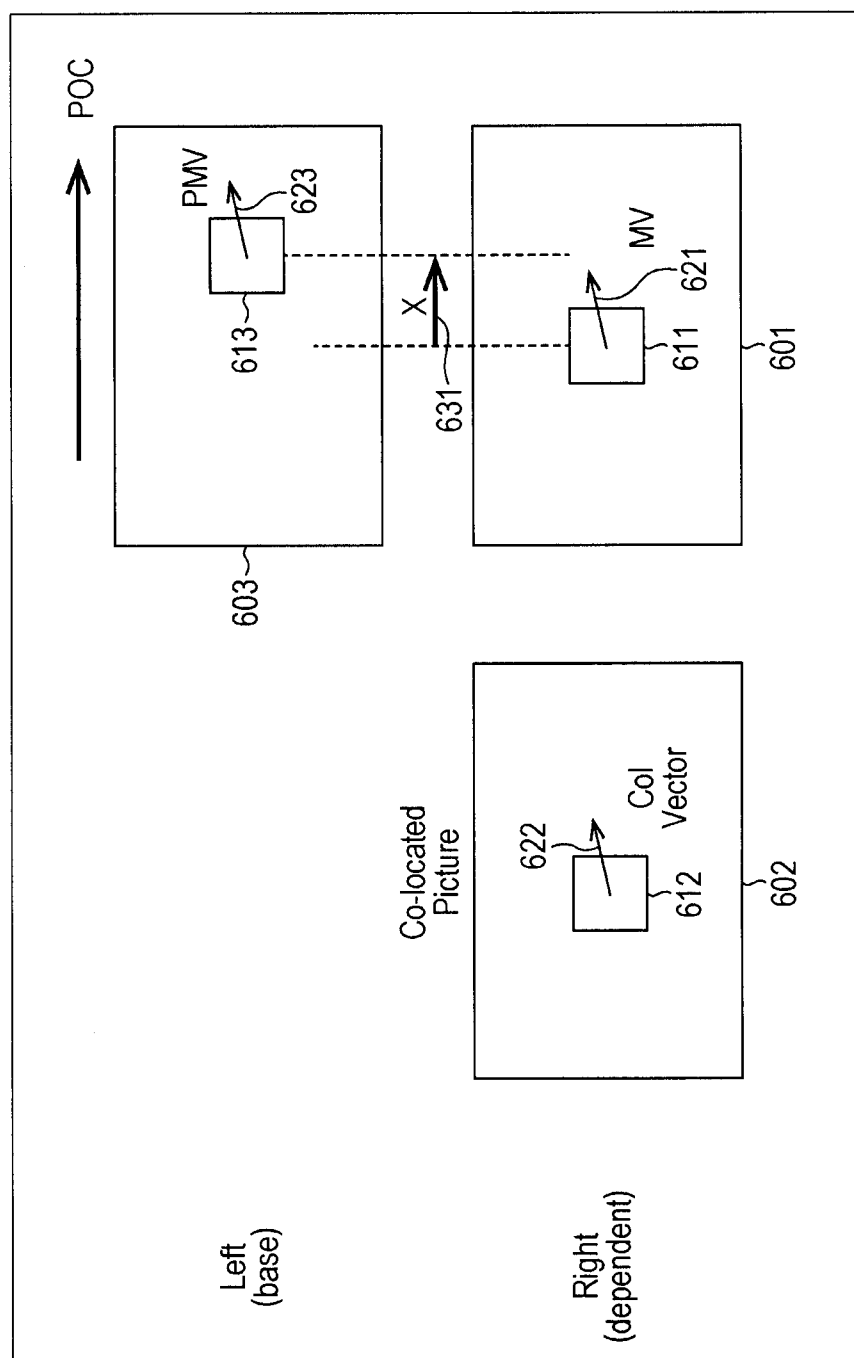 POC
Left
(base)
603
613
PMV
623
X
631
Right
(dependent)
Co-located
Picture
622
Col
Vector
612
602
MV
621
611
601